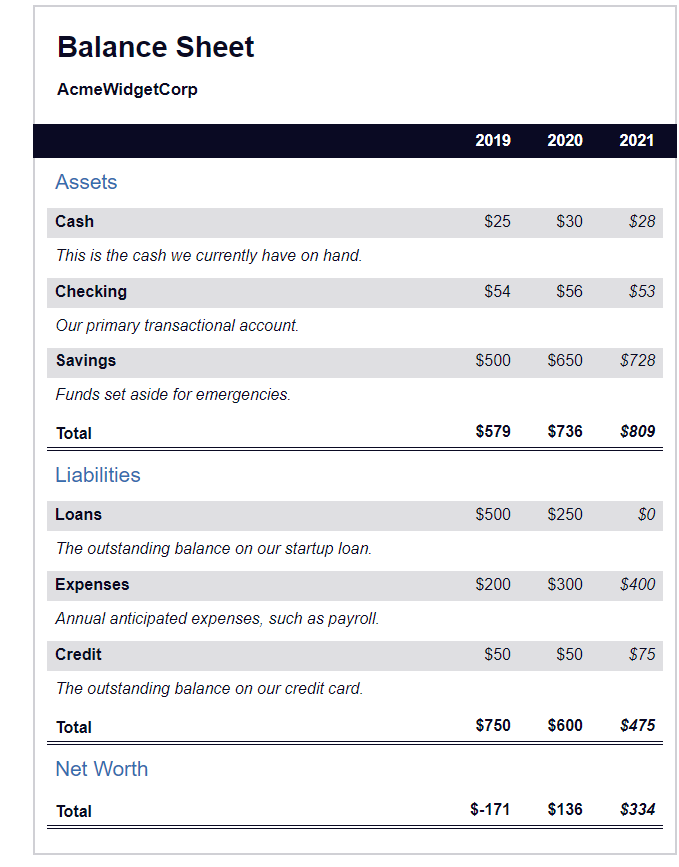 Balance Sheet
AcmeWidgetCorp
2019 2020 2021
Assets
Cash $25 $30 $28
This is the cash we currently have on hand.
Checking $54 $56 $53
Our primary transactional account.
Savings $500 $650 $728
Funds set aside for emergencies.
Total $579 $736 $809
Liabilities
Loans $500 $250 $0
The outstanding balance on our startup loan.
Expenses $200 $300 $400
Annual anticipated expenses, such as payroll.
Credit $50 $50 $75
The outstanding balance on our credit card.
Total $750 $600 $475
Net Worth
Total $-171 $136 $334